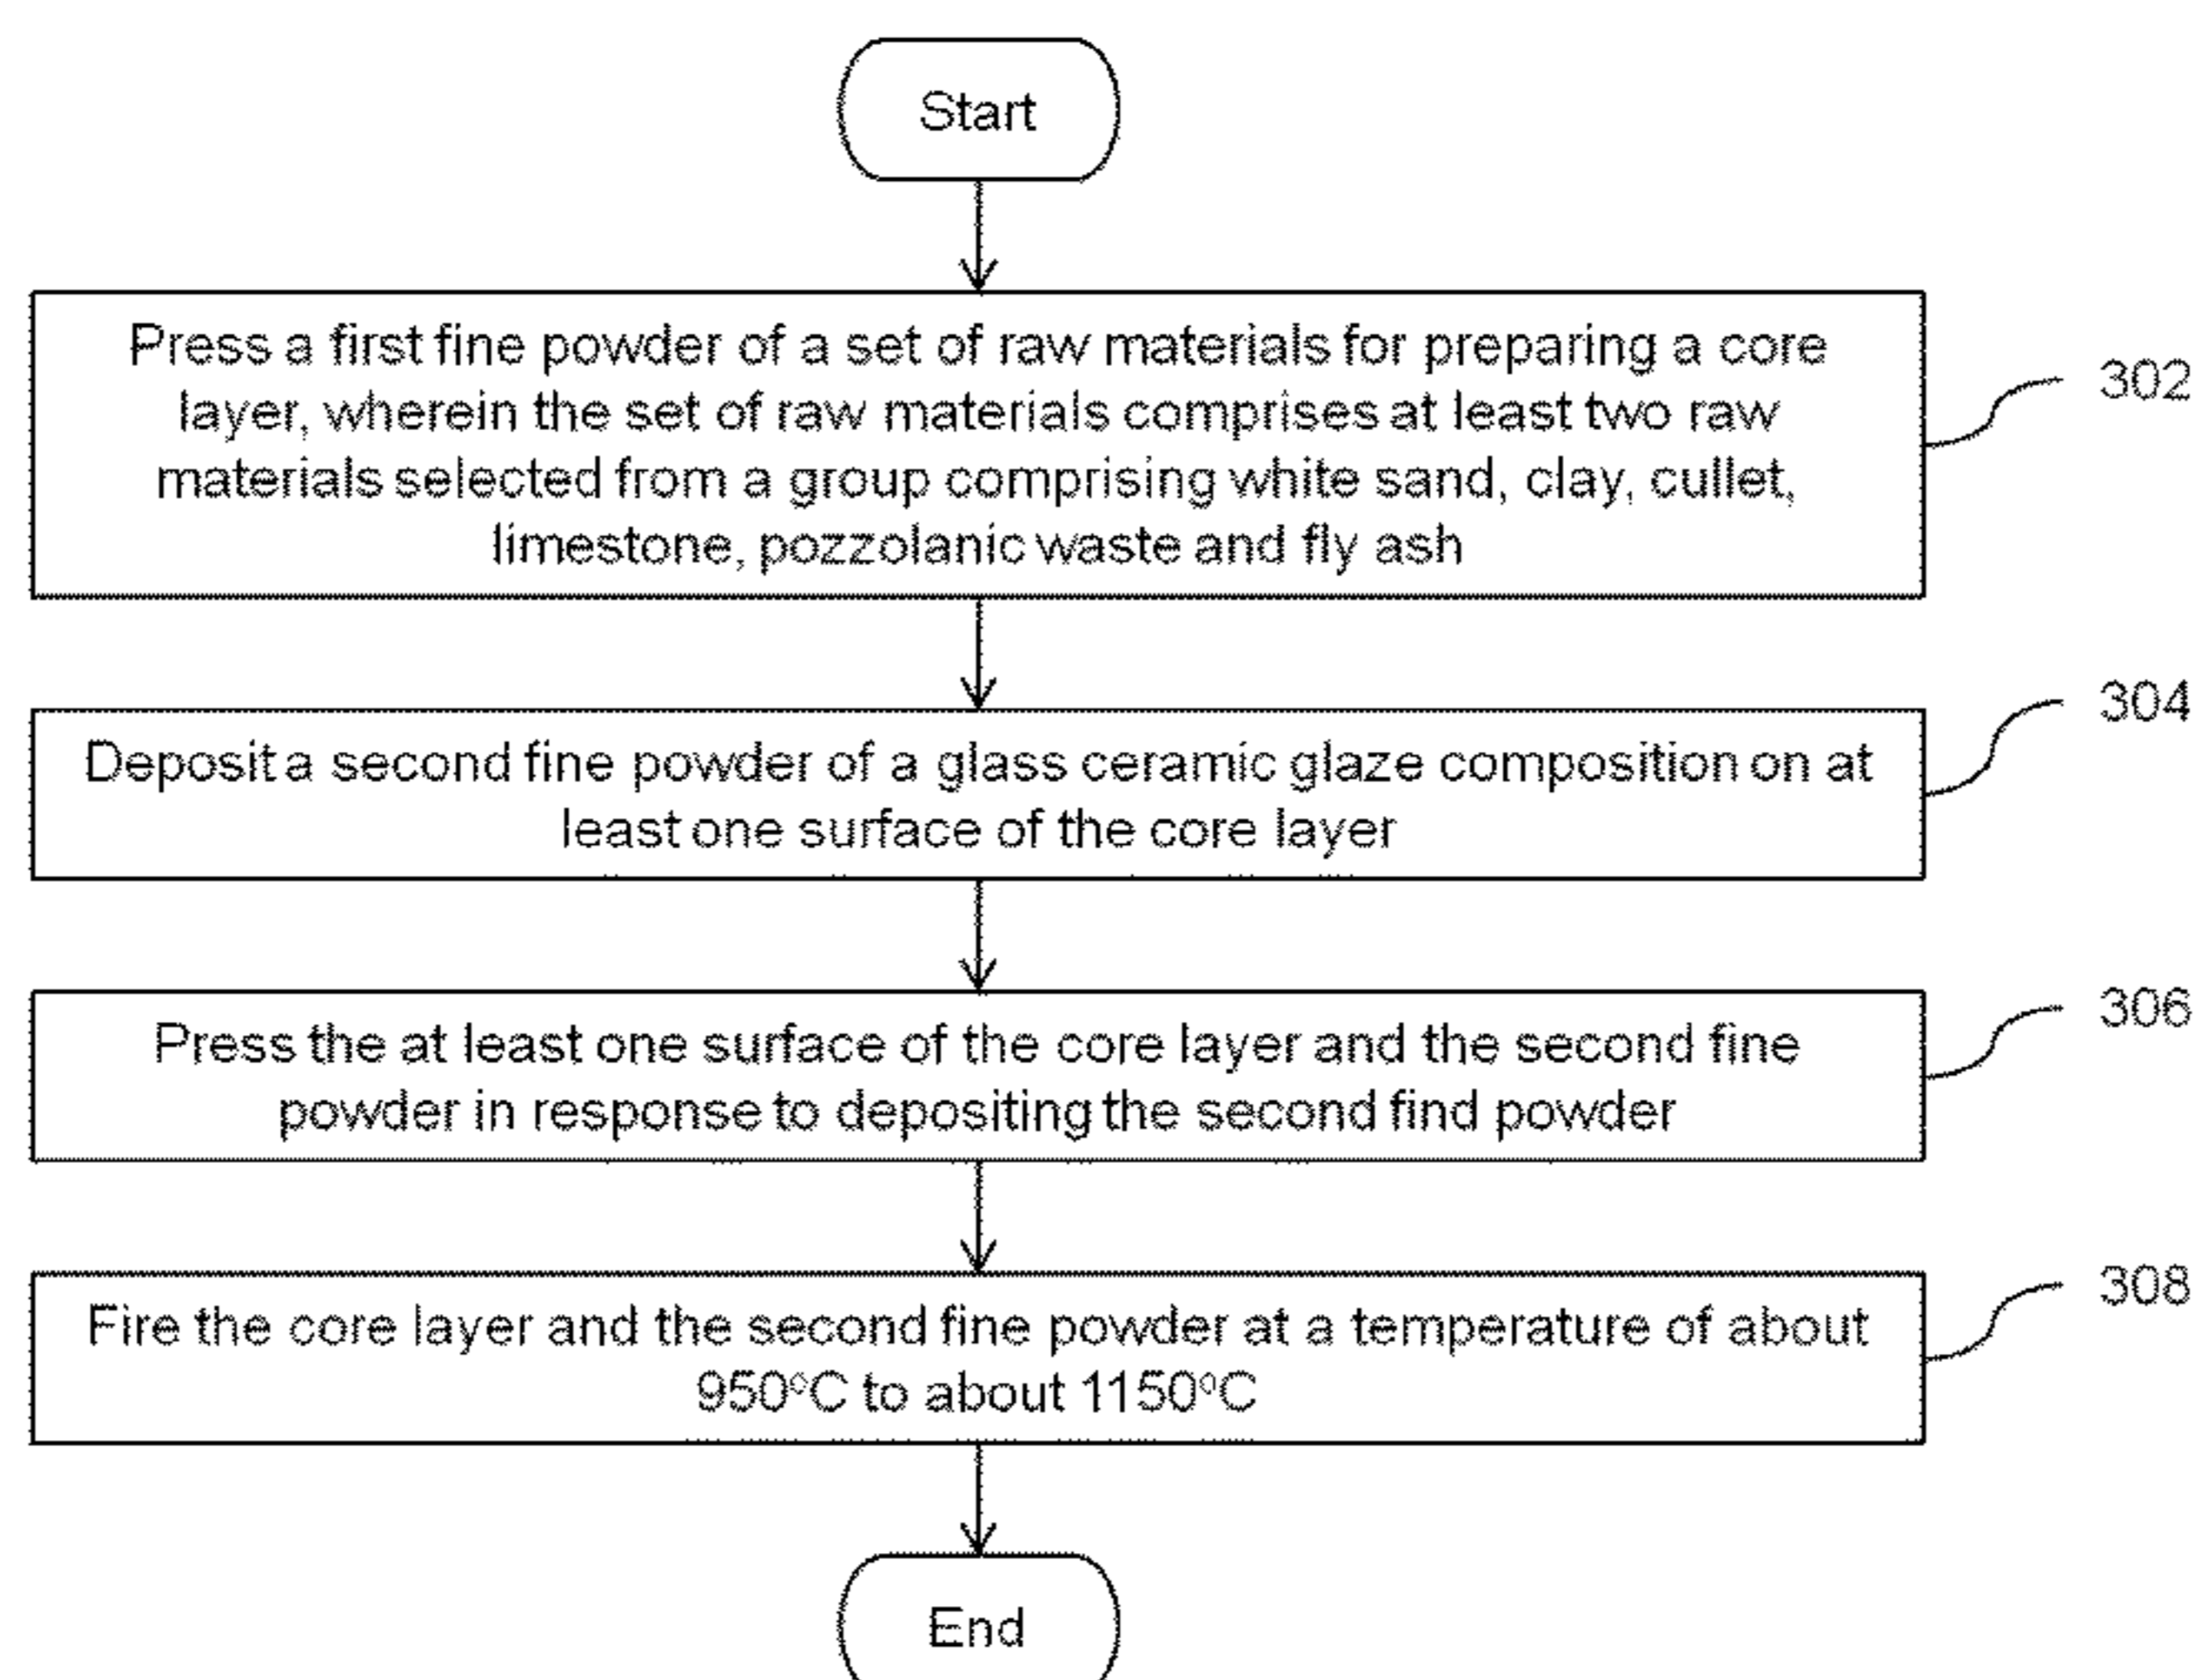 Start
Press a first fine powder of a set of raw materials for preparing a core
layer, wherein the set of raw materials comprises at least two raw
materials selected from a group comprising white sand, clay, cullet,
limestone, pozzolanic waste and fly ash
302
Deposit a second fine powder of a glass ceramic glaze composition on at
least one surface of the core layer
304
Press the at least one surface of the core layer and the second fine
powder in response to depositing the second find powder
306
Fire the core layer and the second fine powder at a temperature of about
950°C to about 1150°C
308
End